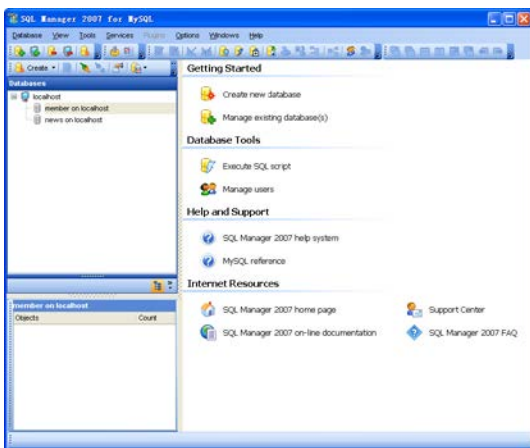 SQL Manager 2007 for MySQL
Database View Tools Services Plugins Options Windows Help
Create
Databases
localhost
member on localhost
news on localhost
member on localhost
Objects Count
Getting Started
Create new database
Manage existing database(s)
Database Tools
Execute SQL script
Manage users
Help and Support
SQL Manager 2007 help system
MySQL reference
Internet Resources
SQL Manager 2007 home page
Support Center
SQL Manager 2007 on-line documentation
SQL Manager 2007 FAQ